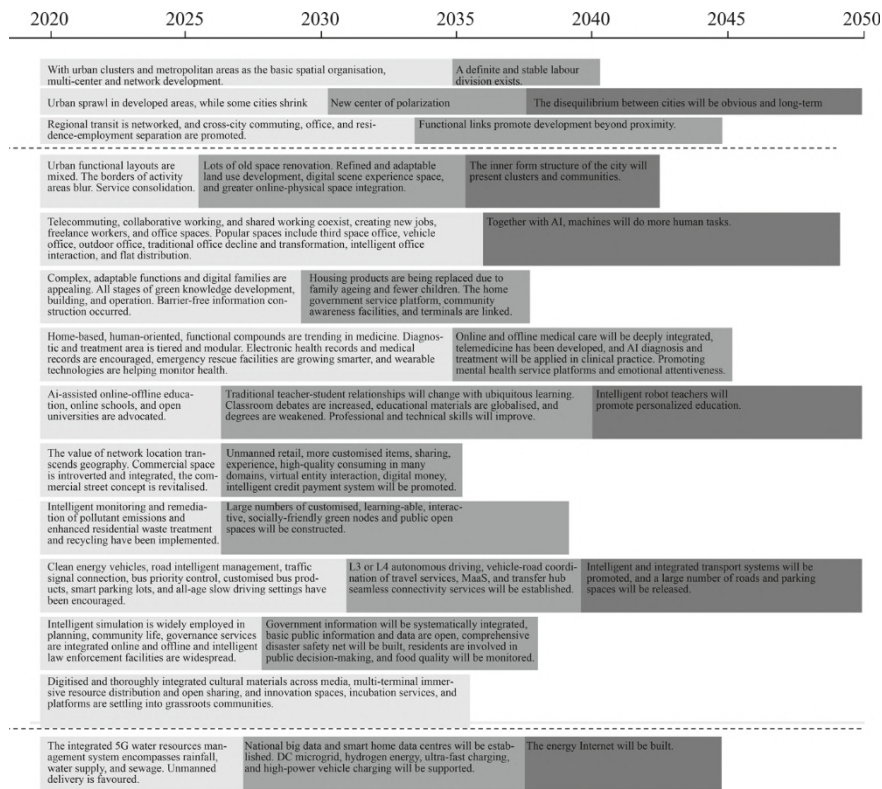 2020 2025 2030 2035 2040 2045 2050
With urban clusters and metropolitan areas as the basic spatial organisation,
multi-center and network development.
A definite and stable labour
division exists.
Urban sprawl in developed areas, while some cities shrink
New center of polarization
The disequilibrium between cities will be obvious and long-term
Regional transit is networked, and cross-city commuting, office, and resi-
dence-employment separation are promoted.
Functional links promote development beyond proximity.
Urban functional layouts are
mixed. The borders of activity
areas blur. Service consolidation.
Lots of old space renovation. Refined and adaptable
land use development, digital scene experience space,
and greater online-physical space integration.
The inner form structure of the city will
present clusters and communities.
Telecommuting, collaborative working, and shared working coexist, creating new jobs,
freelance workers, and office spaces. Popular spaces include third space office, vehicle
office, outdoor office, traditional office decline and transformation, intelligent office
interaction, and flat distribution.
Together with AI, machines will do more human tasks.
Complex, adaptable functions and digital families are
appealing. All stages of green knowledge development,
building, and operation. Barrier-free information con-
struction occurred.
Housing products are being replaced due to
family ageing and fewer children. The home
government service platform, community
awareness facilities, and terminals are linked.
Home-based, human-oriented, functional compounds are trending in medicine. Diagnos-
tic and treatment area is tiered and modular. Electronic health records and medical
records are encouraged, emergency rescue facilities are growing smarter, and wearable
technologies are helping monitor health.
Online and offline medical care will be deeply integrated,
telemedicine has been developed, and AI diagnosis and
treatment will be applied in clinical practice. Promoting
mental health service platforms and emotional attentiveness.
Ai-assisted online-offline educa-
tion, online schools, and open
universities are advocated.
Traditional teacher-student relationships will change with ubiquitous learning.
Classroom debates are increased, educational materials are globalised, and
degrees are weakened. Professional and technical skills will improve.
Intelligent robot teachers will
promote personalized education.
The value of network location tran-
scends geography. Commercial space
is introverted and integrated, the com-
mercial street concept is revitalised.
Unmanned retail, more customised items, sharing,
experience, high-quality consuming in many
domains, virtual entity interaction, digital money,
intelligent credit payment system will be promoted.
Intelligent monitoring and remedia-
tion of pollutant emissions and
enhanced residential waste treatment
and recycling have been implemented.
Large numbers of customised, learning-able, interac-
tive, socially-friendly green nodes and public open
spaces will be constructed.
Clean energy vehicles, road intelligent management, traffic
signal connection, bus priority control, customised bus prod-
ucts, smart parking lots, and all-age slow driving settings have
been encouraged.
L3 or L4 autonomous driving, vehicle-road coordi-
nation of travel services, MaaS, and transfer hub
seamless connectivity services will be established.
Intelligent and integrated transport systems will be
promoted, and a large number of roads and parking
spaces will be released.
Intelligent simulation is widely employed in
planning, community life, governance services
are integrated online and offline and intelligent
law enforcement facilities are widespread.
Government information will be systematically integrated,
basic public information and data are open, comprehensive
disaster safety net will be built, residents are involved in
public decision-making, and food quality will be monitored.
Digitised and thoroughly integrated cultural materials across media, multi-terminal immer-
sive resource distribution and open sharing, and innovation spaces, incubation services, and
platforms are settling into grassroots communities.
The integrated 5G water resources man-
agement system encompasses rainfall,
water supply, and sewage. Unmanned
delivery is favoured.
National big data and smart home data centres will be estab-
lished. DC microgrid, hydrogen energy, ultra-fast charging,
and high-power vehicle charging will be supported.
The energy Internet will be built.